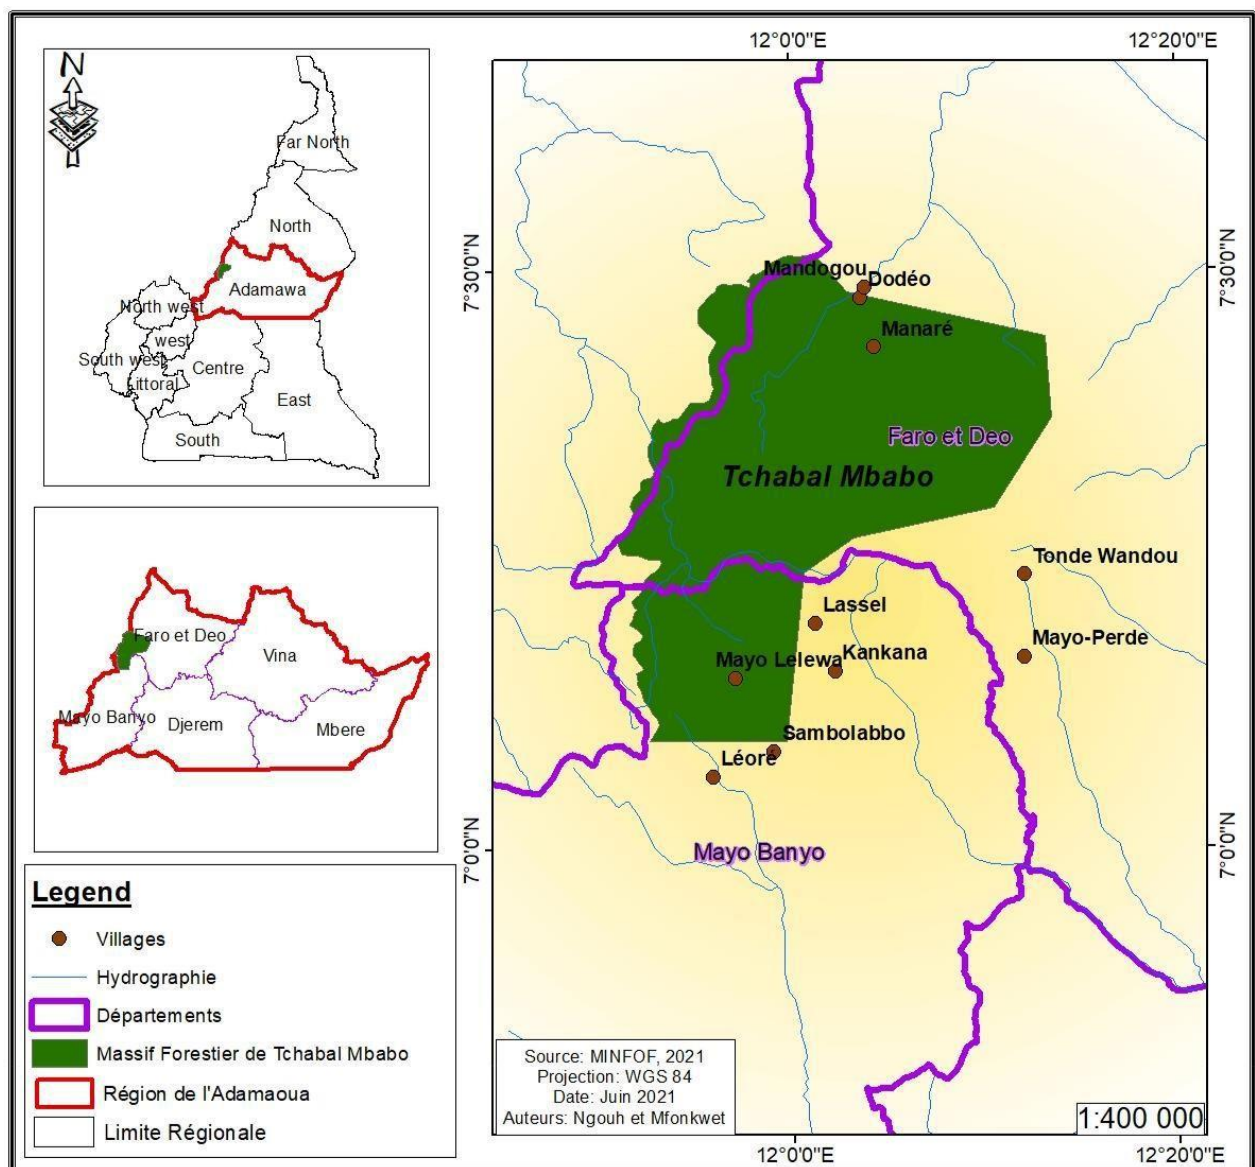 N
Far North
North
Adamawa
North west
west
South west
Littoral
Centre
East
South
Faro et Deo
Vina
Mayo Banyo
Djerem
Mbere
Legend
Villages
Hydrographie
Départements
Massif Forestier de Tchabal Mbabo
Région de l'Adamaoua
Limite Régionale
12°0'0"E
12°20'0"E
7°30'0"N
7°30'0"N
Mandogou
Dodéo
Manaré
Faro et Deo
Tchabal Mbabo
Tonde Wandou
Lassel
Mayo-Perde
Mayo Lelewa
Kankana
Sambolabbo
Léoré
Mayo Banyo
7°0'0"N
7°0'0"N
Source: MINFOF, 2021
Projection: WGS 84
Date: Juin 2021
Auteurs: Ngouh et Mfonkwet
1:400 000
12°0'0"E
12°20'0"E